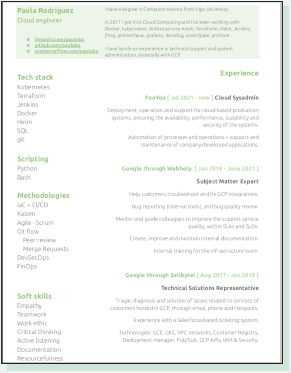 Paula Rodriguez
Cloud engineer
linkedin.com/pauloba
github.com/pauloba
stackoverflow.com/pauloba
I have a degree in Computer science from Vigo University.
In 2017 I got into Cloud Computing and I've been working with
Docker, kubernetes, Anthos service mesh, Terraform, Helm, Jenkins,
jfrog, prometheus, grafana, datadog, sonarQube, anchore
I have hands-on experience in technical support and system
administration, especially with GCP.
Tech stack
Kubernetes
Terraform
Jenkins
Docker
Helm
SQL
git
Scripting
Python
Bash
Methodologies
IaC + CI/CD
Kaizen
Agile - Scrum
Git flow
Peer review
Merge Requests
DevSecOps
FinOps
Soft skills
Empathy
Teamwork
Work ethic
Critical thinking
Active listening
Documentation
Resourcefulness
Experience
FonYou [ Jul 2021 - now ] Cloud Sysadmin
Deployment, operation and support for cloud-based production
systems, ensuring the availability, performance, scalability and
security of the systems.
Automation of processes and operations + support and
maintenance of company-developed applications.
Google through Webhelp [ Jan 2019 - June 2021 ]
Subject Matter Expert
Help customers troubleshoot and fix GCP integrations.
Bug reporting (internal tools), and bug quality review.
Mentor and guide colleagues to improve the support service
quality, within SLAs and SLOs.
Create, improve and maintain internal documentation.
Internal training for the infrastructure team.
Google through Sellbytel [ Aug 2017 - Jan 2019 ]
Technical Solutions Representative
Triage, diagnosis and solution of issues related to services of
customers hosted in GCP, through email, phone and Hangouts.
Experience with a Salesforce-based ticketing system.
Technologies: GCE, GAE, VPC networks, Container Registry,
Deployment manager, Pub/Sub, GCP APIs, IAM & Security.